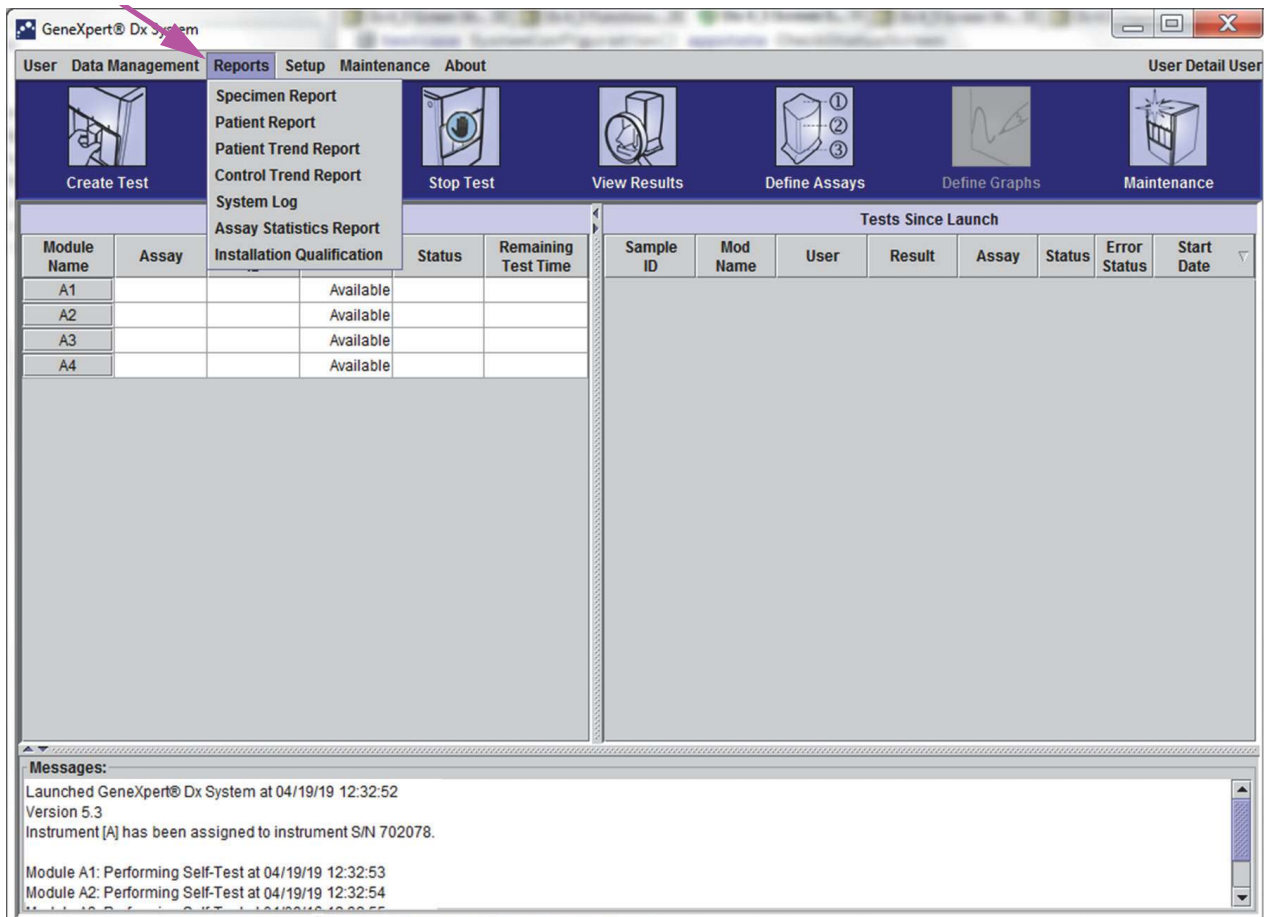 GeneXpert® Dx System
User Data Management Reports Setup Maintenance About User Detail User
Specimen Report
Patient Report
Patient Trend Report
Control Trend Report
System Log
Assay Statistics Report
Installation Qualification
Create Test Stop Test View Results Define Assays Define Graphs Maintenance
Tests Since Launch
Module Name Assay Status Remaining Test Time
Sample ID Mod Name User Result Assay Status Error Status Start Date
A1 Available
A2 Available
A3 Available
A4 Available
Messages:
Launched GeneXpert® Dx System at 04/19/19 12:32:52
Version 5.3
Instrument [A] has been assigned to instrument S/N 702078.
Module A1: Performing Self-Test at 04/19/19 12:32:53
Module A2: Performing Self-Test at 04/19/19 12:32:54